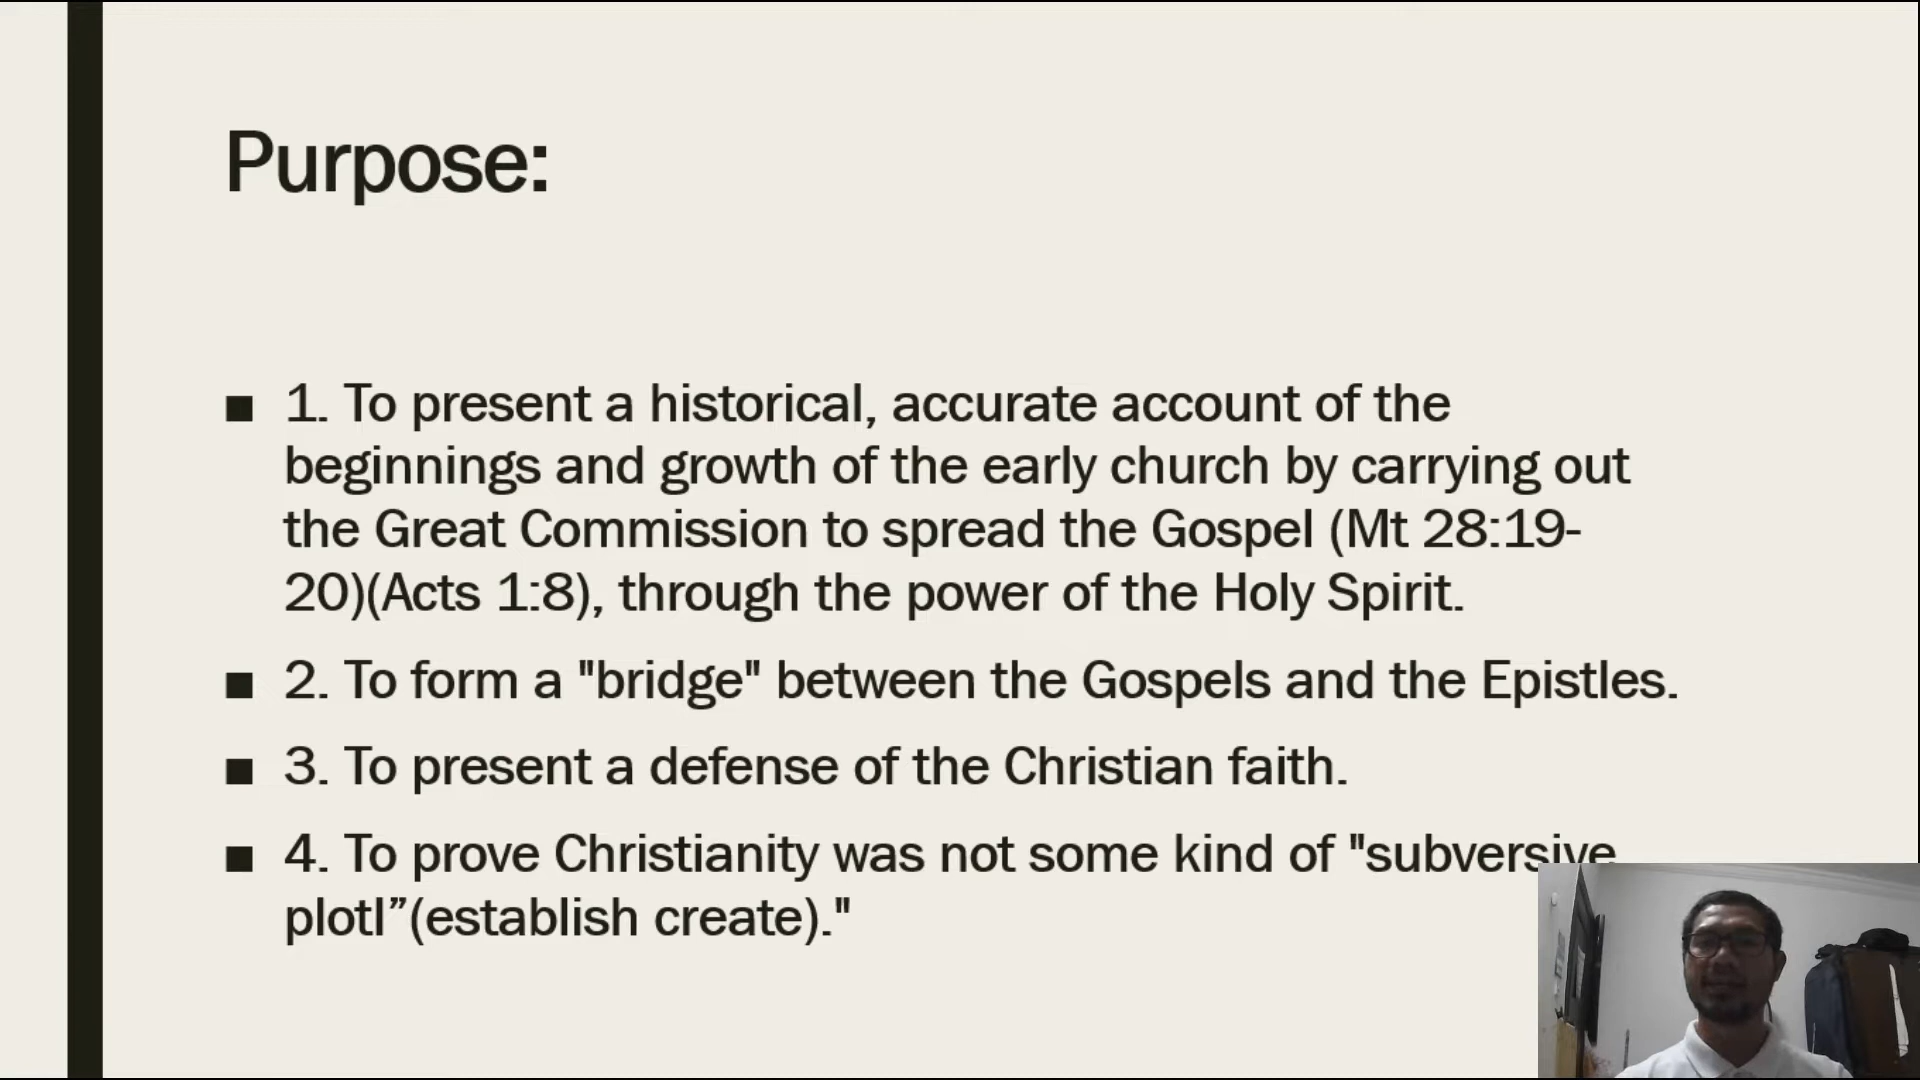 Purpose:
■ 1. To present a historical, accurate account of the
beginnings and growth of the early church by carrying out
the Great Commission to spread the Gospel (Mt 28:19-
20)(Acts 1:8), through the power of the Holy Spirit.
■ 2. To form a "bridge" between the Gospels and the Epistles.
■ 3. To present a defense of the Christian faith.
■ 4. To prove Christianity was not some kind of "subversive
plotl”(establish create)."